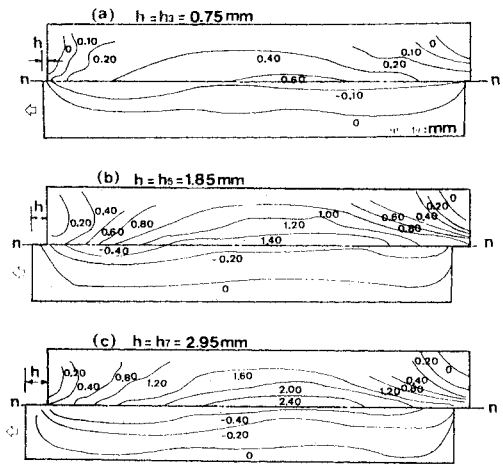 (a) h = h₃ = 0.75 mm
h
0 0.10 0.20 0.40 0.10 0
0.20
n 0.60 n
-0.10
0 mm
(b) h = h₅ = 1.85 mm
h
0.20 0.40 0.80 1.00 0.60 0.20 0
0.40
0.60 1.20 0.80
n -0.40 1.40 n
-0.20
0
(c) h = h₇ = 2.95 mm
h
0.20 0.80 1.60 0.20
0.40 1.20 2.00 1.20 0.40 0
0.80
n 2.40 n
-0.40
-0.20
0